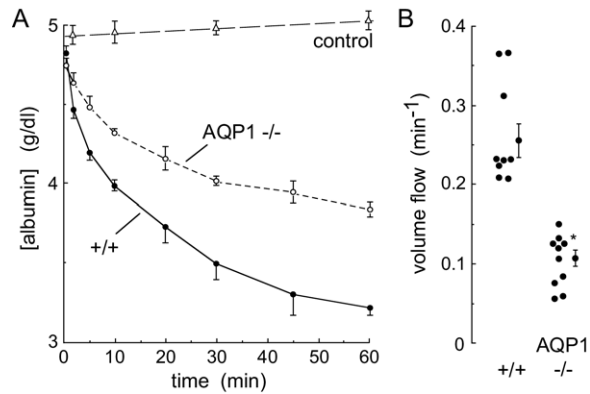 A
B
5
4
3
[albumin] (g/dl)
control
AQP1 -/-
+/+
0
10
20
30
40
50
60
time (min)
0.4
0.3
0.2
0.1
0
volume flow (min⁻¹)
*
+/+
AQP1
-/-